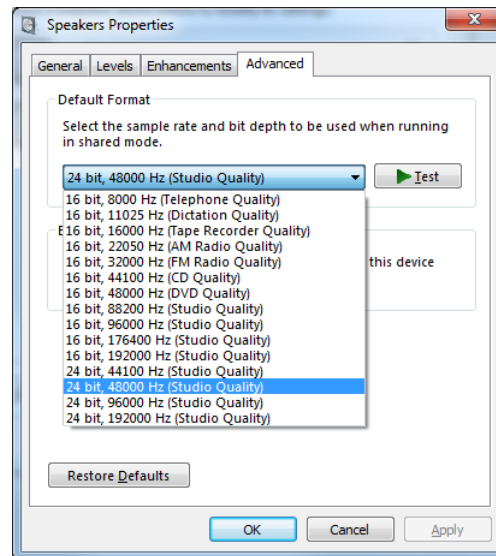 Speakers Properties
General Levels Enhancements Advanced
Default Format
Select the sample rate and bit depth to be used when running
in shared mode.
24 bit, 48000 Hz (Studio Quality)
Test
16 bit, 8000 Hz (Telephone Quality)
16 bit, 11025 Hz (Dictation Quality)
16 bit, 16000 Hz (Tape Recorder Quality)
16 bit, 22050 Hz (AM Radio Quality)
16 bit, 32000 Hz (FM Radio Quality)
this device
16 bit, 44100 Hz (CD Quality)
16 bit, 48000 Hz (DVD Quality)
16 bit, 88200 Hz (Studio Quality)
16 bit, 96000 Hz (Studio Quality)
16 bit, 176400 Hz (Studio Quality)
16 bit, 192000 Hz (Studio Quality)
24 bit, 44100 Hz (Studio Quality)
24 bit, 48000 Hz (Studio Quality)
24 bit, 96000 Hz (Studio Quality)
24 bit, 192000 Hz (Studio Quality)
Restore Defaults
OK Cancel Apply